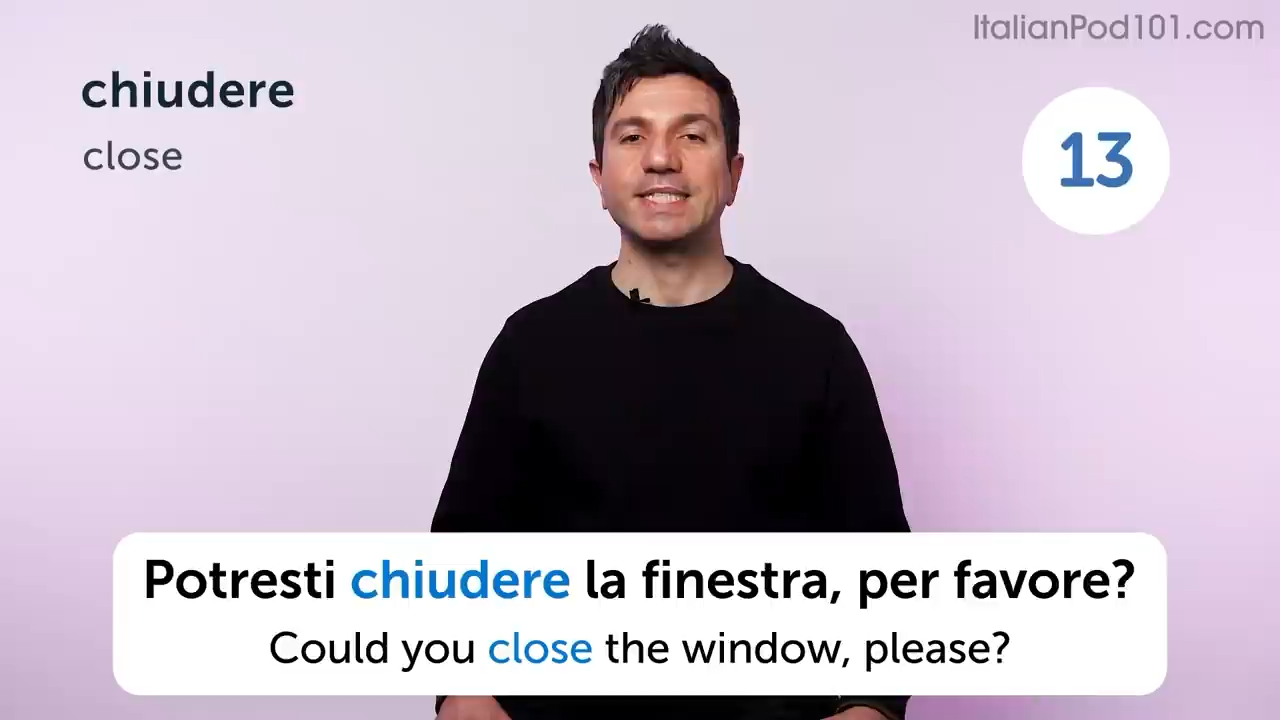 ItalianPod101.com
chiudere
close
13
Potresti chiudere la finestra, per favore?
Could you close the window, please?